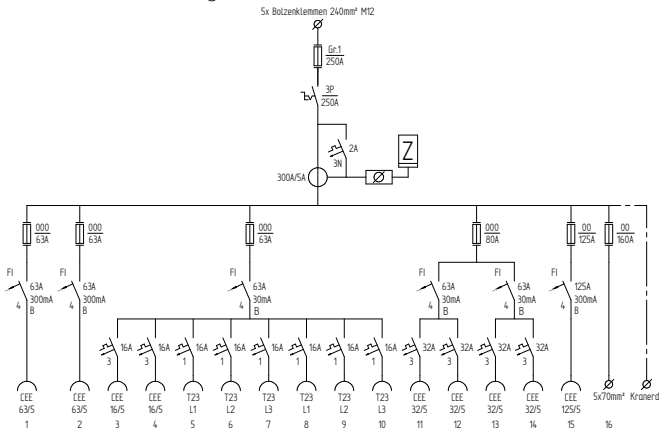 5x Bolzenklemmen 240mm² M12
Gr.1
250A
3P
250A
2A
3N
Z
300A/5A
000
63A
000
63A
000
63A
000
80A
00
125A
00
160A
FI
63A
300mA
4
B
FI
63A
300mA
4
B
FI
63A
30mA
4
B
FI
63A
30mA
4
B
FI
63A
30mA
4
B
FI
125A
300mA
4
B
16A
3
16A
3
16A
1
16A
1
16A
1
16A
1
16A
1
16A
1
32A
3
32A
3
32A
3
32A
3
CEE CEE CEE CEE T23 T23 T23 T23 T23 T23 CEE CEE CEE CEE CEE 5x70mm² Kranerd
63/5 63/5 16/5 16/5 L1 L2 L3 L1 L2 L3 32/5 32/5 32/5 32/5 125/5
1 2 3 4 5 6 7 8 9 10 11 12 13 14 15 16